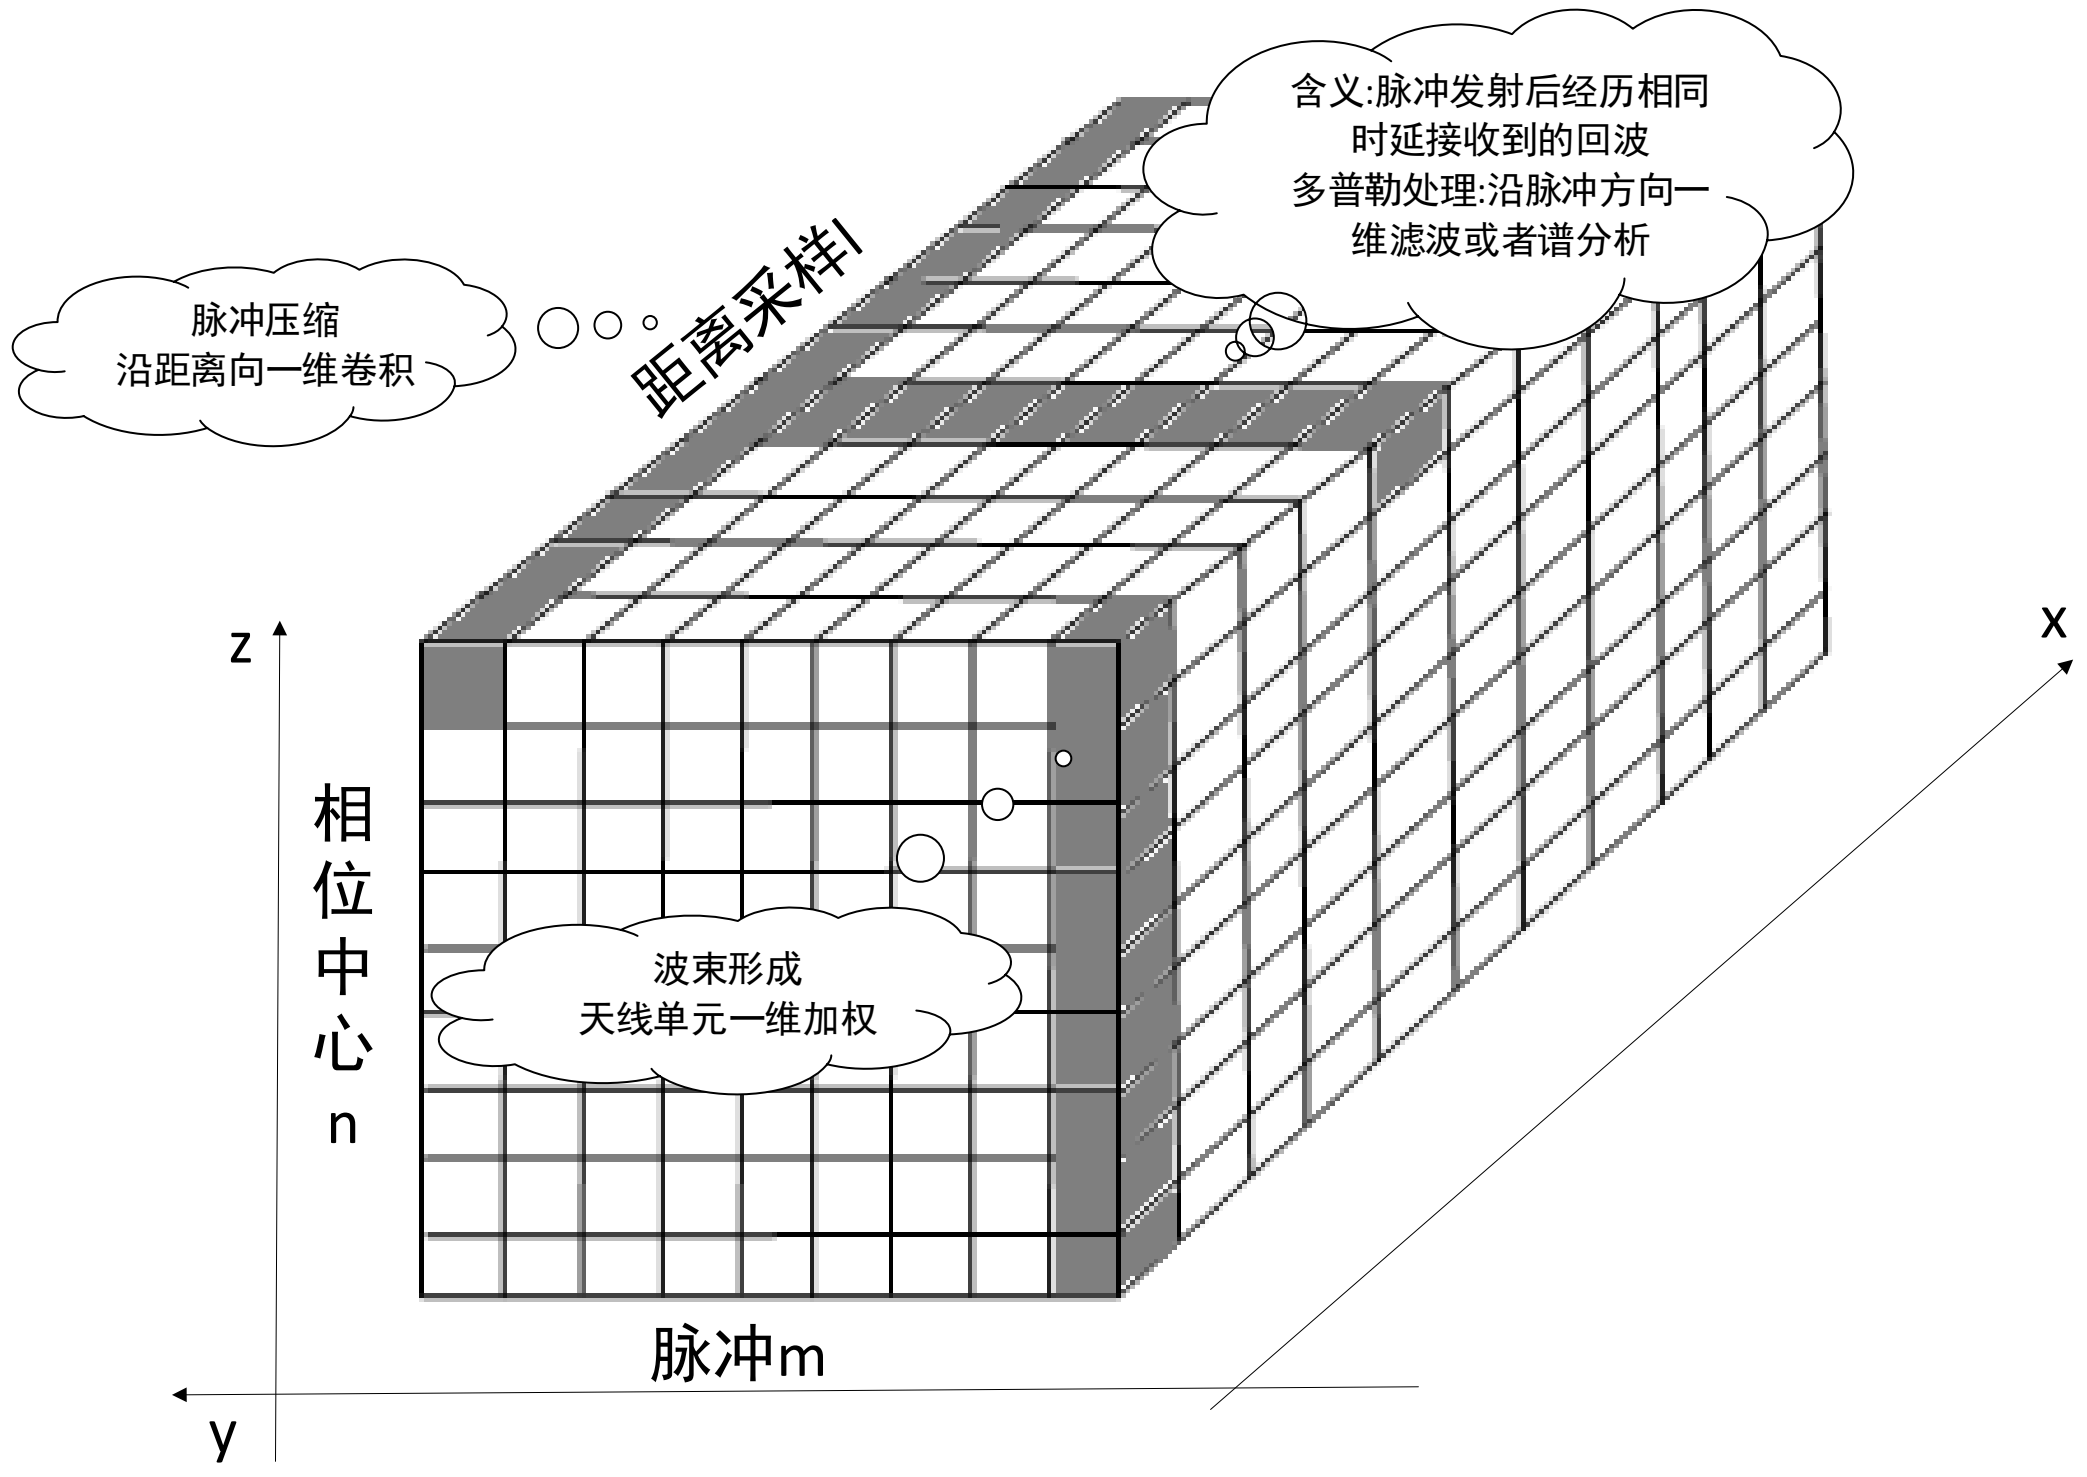 含义:脉冲发射后经历相同
时延接收到的回波
多普勒处理:沿脉冲方向一
维滤波或者谱分析
距离采样l
脉冲压缩
沿距离向一维卷积
x
z
相位中心n
波束形成
天线单元一维加权
脉冲m
y